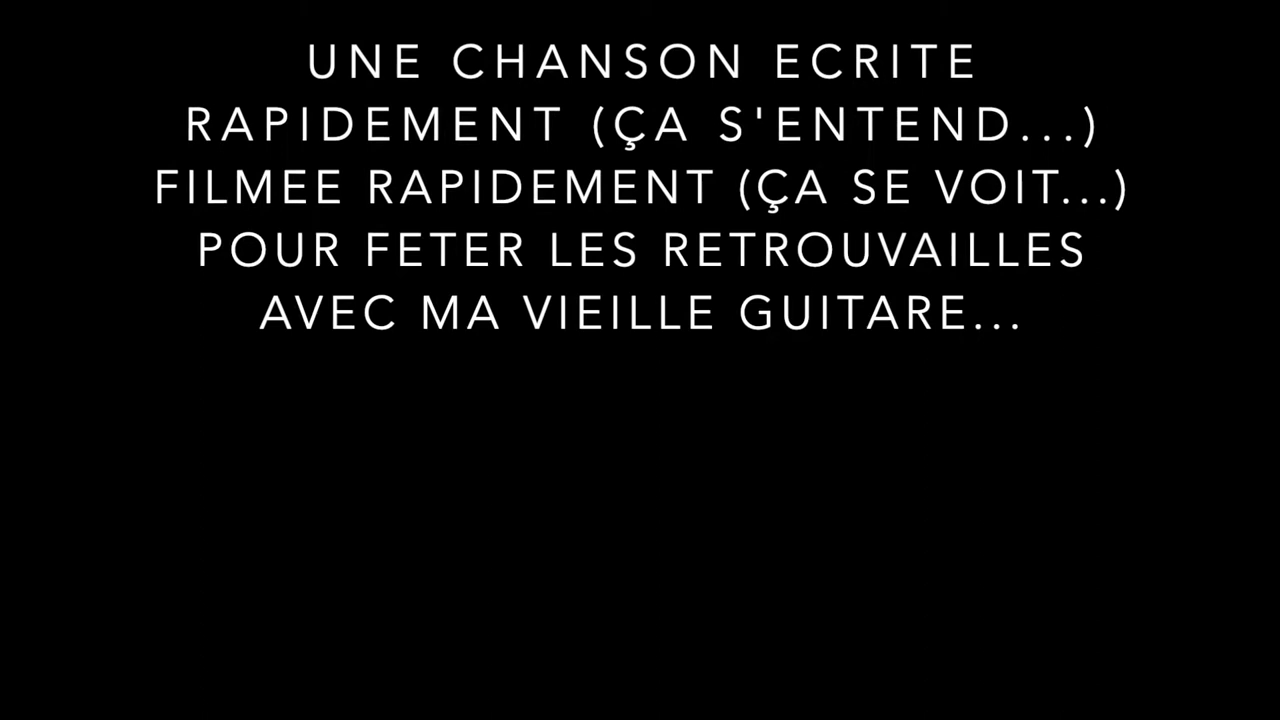 UNE CHANSON ECRITE
RAPIDEMENT (ÇA S'ENTEND...)
FILMEE RAPIDEMENT (ÇA SE VOIT...)
POUR FETER LES RETROUVAILLES
AVEC MA VIEILLE GUITARE...